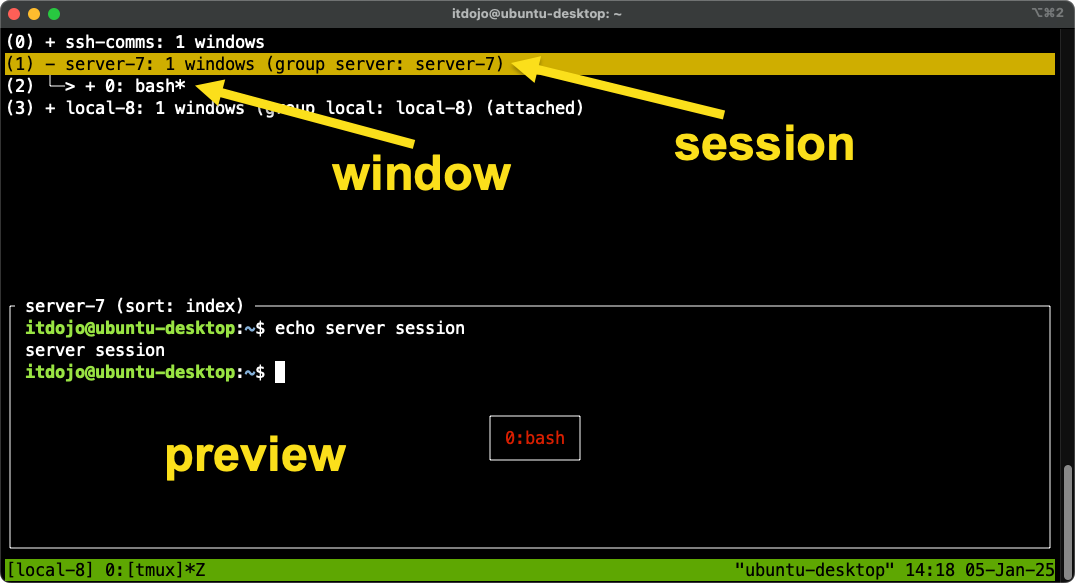 itdojo@ubuntu-desktop: ~
⌥⌘2
(0) + ssh-comms: 1 windows
(1) - server-7: 1 windows (group server: server-7)
(2) └─> + 0: bash*
(3) + local-8: 1 windows (group local: local-8) (attached)
session
window
server-7 (sort: index)
itdojo@ubuntu-desktop:~$ echo server session
server session
itdojo@ubuntu-desktop:~$
0:bash
preview
[local-8] 0:[tmux]*Z "ubuntu-desktop" 14:18 05-Jan-25